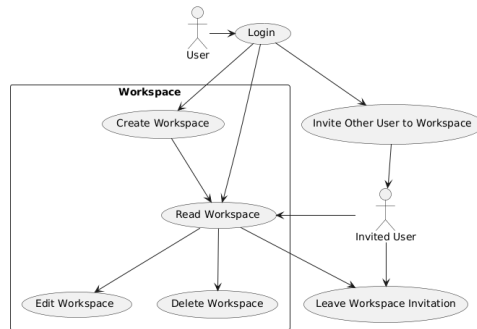 User
Login
Workspace
Create Workspace
Invite Other User to Workspace
Read Workspace
Invited User
Edit Workspace
Delete Workspace
Leave Workspace Invitation